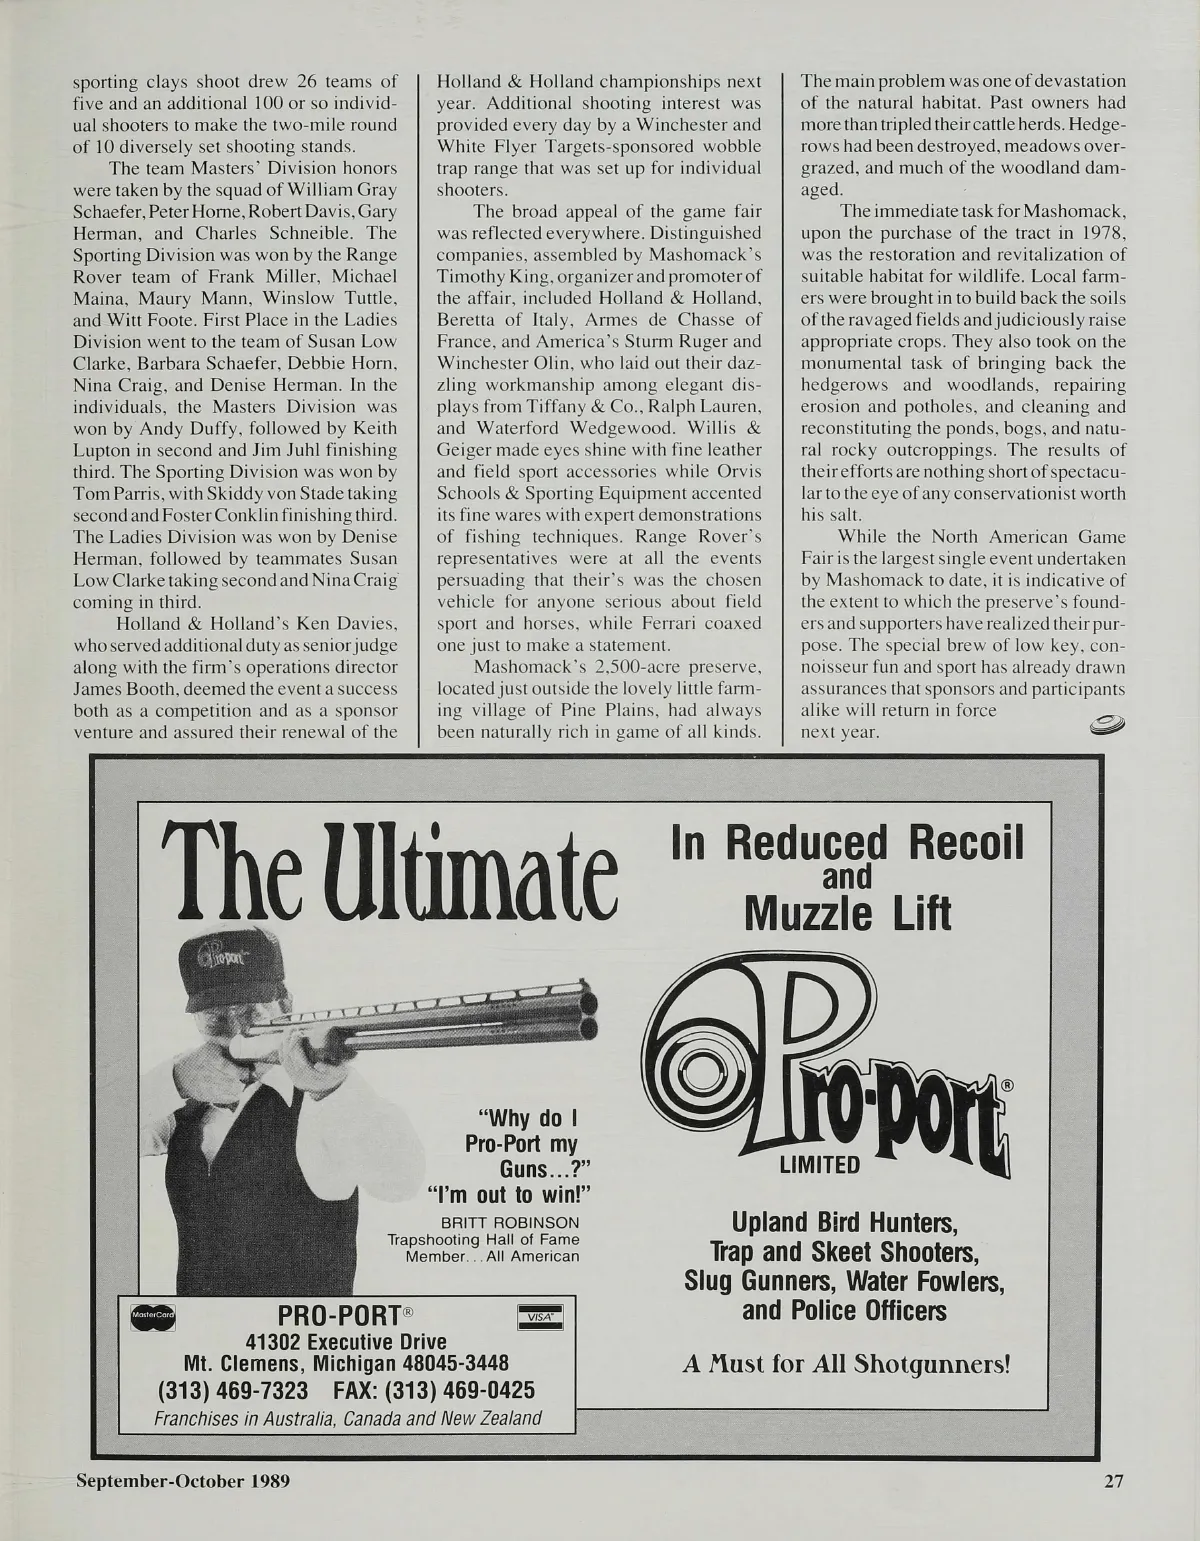 sporting clays shoot drew 26 teams of
five and an additional 100 or so individ-
ual shooters to make the two-mile round
of 10 diversely set shooting stands.
The team Masters' Division honors
were taken by the squad of William Gray
Schaefer, Peter Horne, Robert Davis, Gary
Herman, and Charles Schneible. The
Sporting Division was won by the Range
Rover team of Frank Miller, Michael
Maina, Maury Mann, Winslow Tuttle,
and Witt Foote. First Place in the Ladies
Division went to the team of Susan Low
Clarke, Barbara Schaefer, Debbie Horn,
Nina Craig, and Denise Herman. In the
individuals, the Masters Division was
won by Andy Duffy, followed by Keith
Lupton in second and Jim Juhl finishing
third. The Sporting Division was won by
Tom Parris, with Skiddy von Stade taking
second and Foster Conklin finishing third.
The Ladies Division was won by Denise
Herman, followed by teammates Susan
Low Clarke taking second and Nina Craig
coming in third.
Holland & Holland's Ken Davies,
who served additional duty as senior judge
along with the firm's operations director
James Booth, deemed the event a success
both as a competition and as a sponsor
venture and assured their renewal of the
Holland & Holland championships next
year. Additional shooting interest was
provided every day by a Winchester and
White Flyer Targets-sponsored wobble
trap range that was set up for individual
shooters.
The broad appeal of the game fair
was reflected everywhere. Distinguished
companies, assembled by Mashomack's
Timothy King, organizer and promoter of
the affair, included Holland & Holland,
Beretta of Italy, Armes de Chasse of
France, and America's Sturm Ruger and
Winchester Olin, who laid out their daz-
zling workmanship among elegant dis-
plays from Tiffany & Co., Ralph Lauren,
and Waterford Wedgewood. Willis &
Geiger made eyes shine with fine leather
and field sport accessories while Orvis
Schools & Sporting Equipment accented
its fine wares with expert demonstrations
of fishing techniques. Range Rover's
representatives were at all the events
persuading that their's was the chosen
vehicle for anyone serious about field
sport and horses, while Ferrari coaxed
one just to make a statement.
Mashomack's 2,500-acre preserve,
located just outside the lovely little farm-
ing village of Pine Plains, had always
been naturally rich in game of all kinds.
The main problem was one of devastation
of the natural habitat. Past owners had
more than tripled their cattle herds. Hedge-
rows had been destroyed, meadows over-
grazed, and much of the woodland dam-
aged.
The immediate task for Mashomack,
upon the purchase of the tract in 1978,
was the restoration and revitalization of
suitable habitat for wildlife. Local farm-
ers were brought in to build back the soils
of the ravaged fields and judiciously raise
appropriate crops. They also took on the
monumental task of bringing back the
hedgerows and woodlands, repairing
erosion and potholes, and cleaning and
reconstituting the ponds, bogs, and natu-
ral rocky outcroppings. The results of
their efforts are nothing short of spectacu-
lar to the eye of any conservationist worth
his salt.
While the North American Game
Fair is the largest single event undertaken
by Mashomack to date, it is indicative of
the extent to which the preserve's found-
ers and supporters have realized their pur-
pose. The special brew of low key, con-
noisseur fun and sport has already drawn
assurances that sponsors and participants
alike will return in force
next year.
The Ultimate
In Reduced Recoil
and
Muzzle Lift
Pro-port
Pro-port®
LIMITED
"Why do I
Pro-Port my
Guns...?"
"I'm out to win!"
BRITT ROBINSON
Trapshooting Hall of Fame
Member...All American
Upland Bird Hunters,
Trap and Skeet Shooters,
Slug Gunners, Water Fowlers,
and Police Officers
A Must for All Shotgunners!
MasterCard
PRO-PORT®
VISA
41302 Executive Drive
Mt. Clemens, Michigan 48045-3448
(313) 469-7323 FAX: (313) 469-0425
Franchises in Australia, Canada and New Zealand
September-October 1989
27